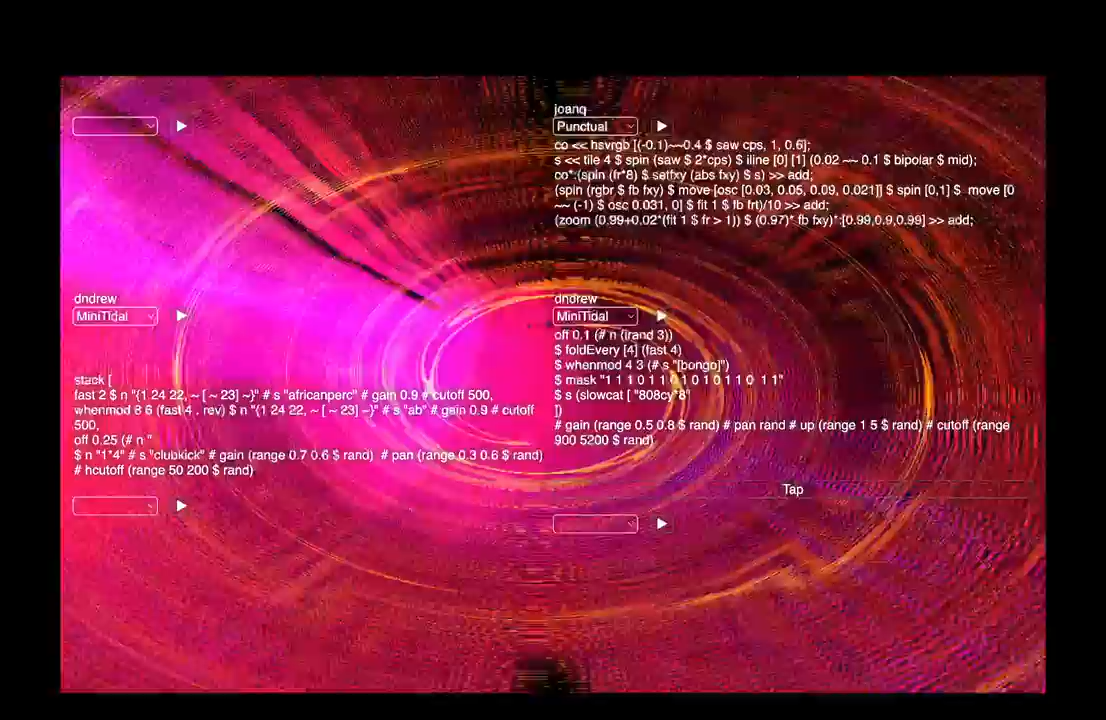 joanq
Punctual
co << hsvrgb [(-0.1)~~0.4 $ saw cps, 1, 0.6];
s << tile 4 $ spin (saw $ 2*cps) $ iline [0] [1] (0.02 ~~ 0.1 $ bipolar $ mid);
co*:(spin (fr*8) $ setfxy (abs fxy) $ s) >> add;
(spin (rgbr $ fb fxy) $ move [osc [0.03, 0.05, 0.09, 0.021]] $ spin [0,1] $ move [0
~~ (-1) $ osc 0.031, 0] $ fit 1 $ fb frt)/10 >> add;
(zoom (0.99+0.02*(fit 1 $ fr > 1)) $ (0.97)* fb fxy)*:[0.99,0.9,0.99] >> add;
dndrew
MiniTidal
stack [
fast 2 $ n "{1 24 22, ~ [ ~ 23] ~}" # s "africanperc" # gain 0.9 # cutoff 500,
whenmod 8 6 (fast 4 . rev) $ n "{1 24 22, ~ [ ~ 23] ~}" # s "ab" # gain 0.9 # cutoff
500,
off 0.25 (# n "
$ n "1*4" # s "clubkick" # gain (range 0.7 0.6 $ rand) # pan (range 0.3 0.6 $ rand)
# hcutoff (range 50 200 $ rand)
dndrew
MiniTidal
off 0.1 (# n (irand 3))
$ foldEvery [4] (fast 4)
$ whenmod 4 3 (# s "[bongo]")
$ mask "1 1 1 0 1 1 0 1 0 1 0 1 1 0 1 1"
$ s (slowcat [ "808cy*8"
])
# gain (range 0.5 0.8 $ rand) # pan rand # up (range 1 5 $ rand) # cutoff (range
900 5200 $ rand)
Tap